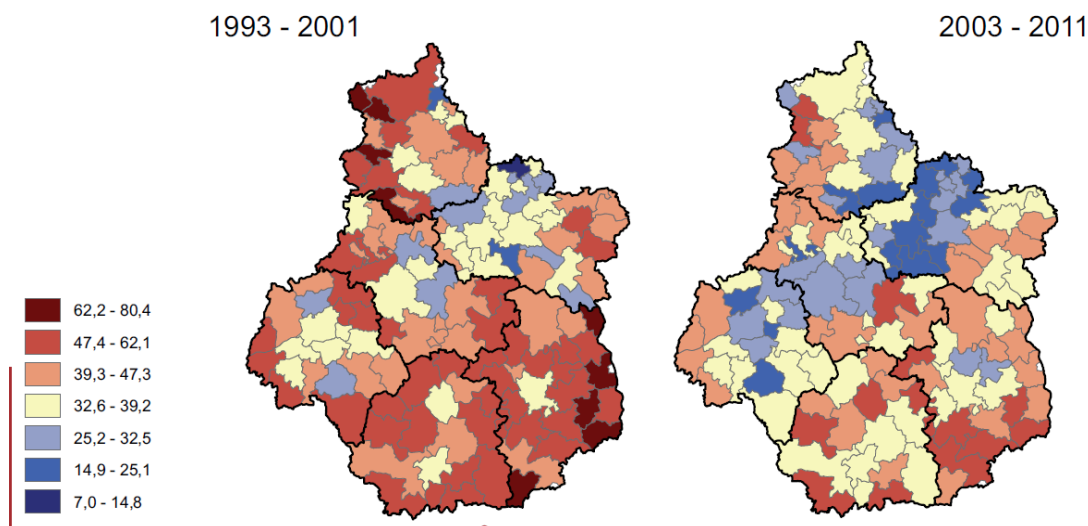 1993 - 2001
2003 - 2011
62,2 - 80,4
47,4 - 62,1
39,3 - 47,3
32,6 - 39,2
25,2 - 32,5
14,9 - 25,1
7,0 - 14,8